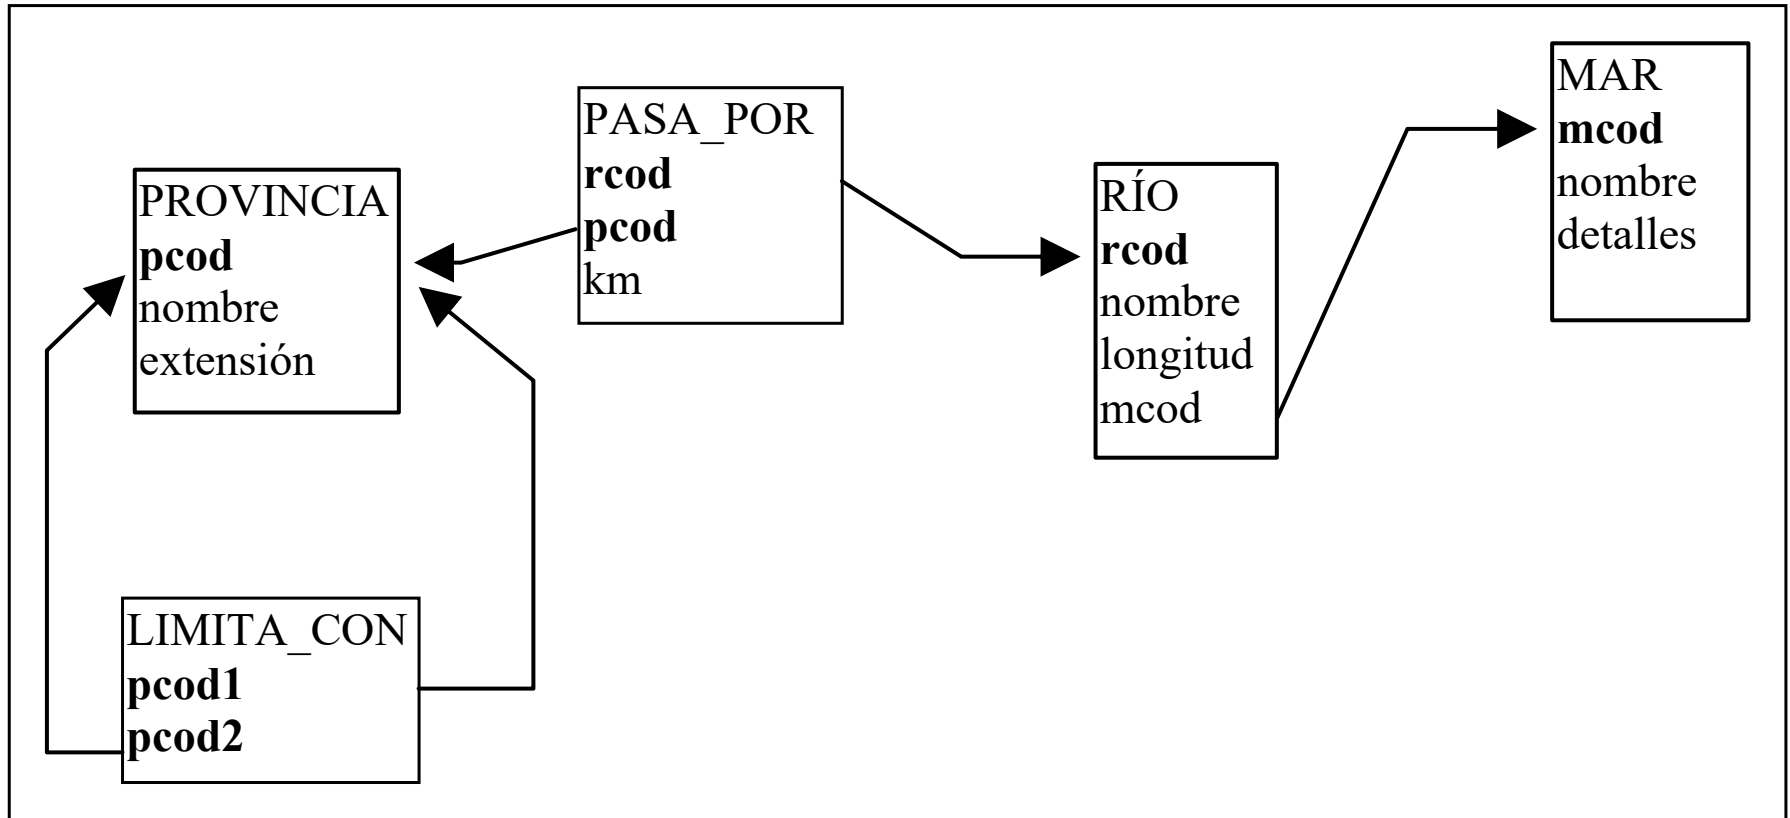 PROVINCIA
pcod
nombre
extensión
PASA_POR
rcod
pcod
km
RÍO
rcod
nombre
longitud
mcod
MAR
mcod
nombre
detalles
LIMITA_CON
pcod1
pcod2